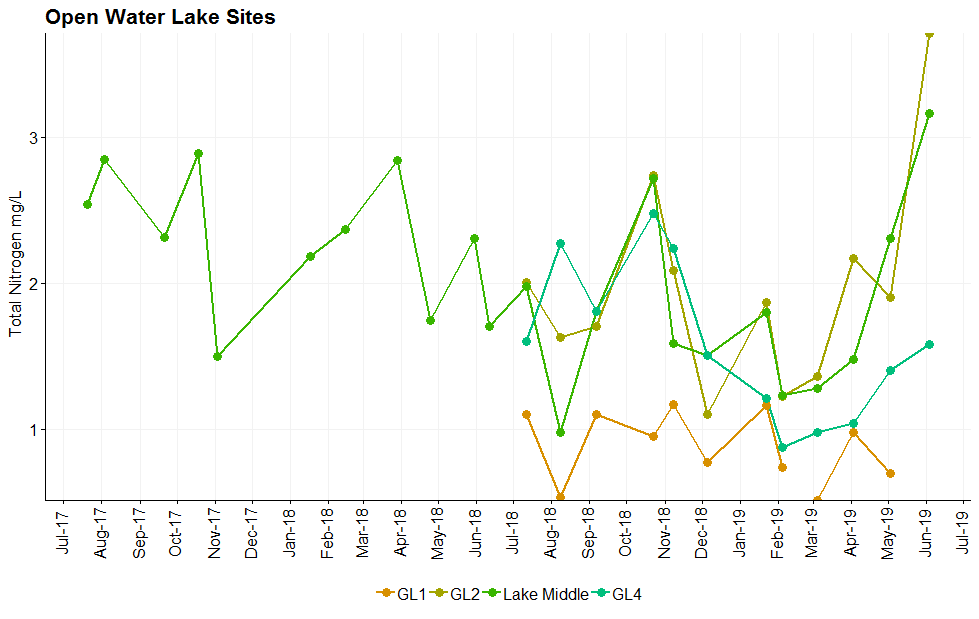 Open Water Lake Sites
Total Nitrogen mg/L
3
2
1
Jul-17 Aug-17 Sep-17 Oct-17 Nov-17 Dec-17 Jan-18 Feb-18 Mar-18 Apr-18 May-18 Jun-18 Jul-18 Aug-18 Sep-18 Oct-18 Nov-18 Dec-18 Jan-19 Feb-19 Mar-19 Apr-19 May-19 Jun-19 Jul-19
GL1 GL2 Lake Middle GL4